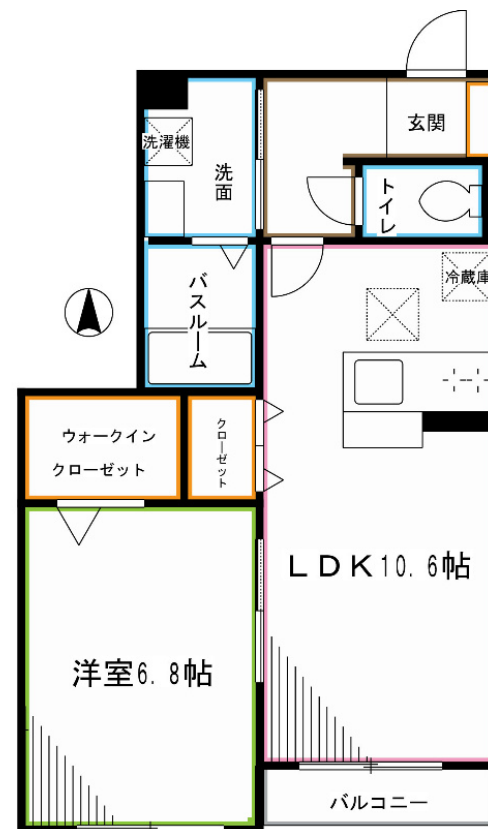 玄関
洗濯機
洗面
トイレ
バスルーム
冷蔵庫
ウォークイン
クローゼット
クローゼット
LDK10.6帖
洋室6.8帖
バルコニー